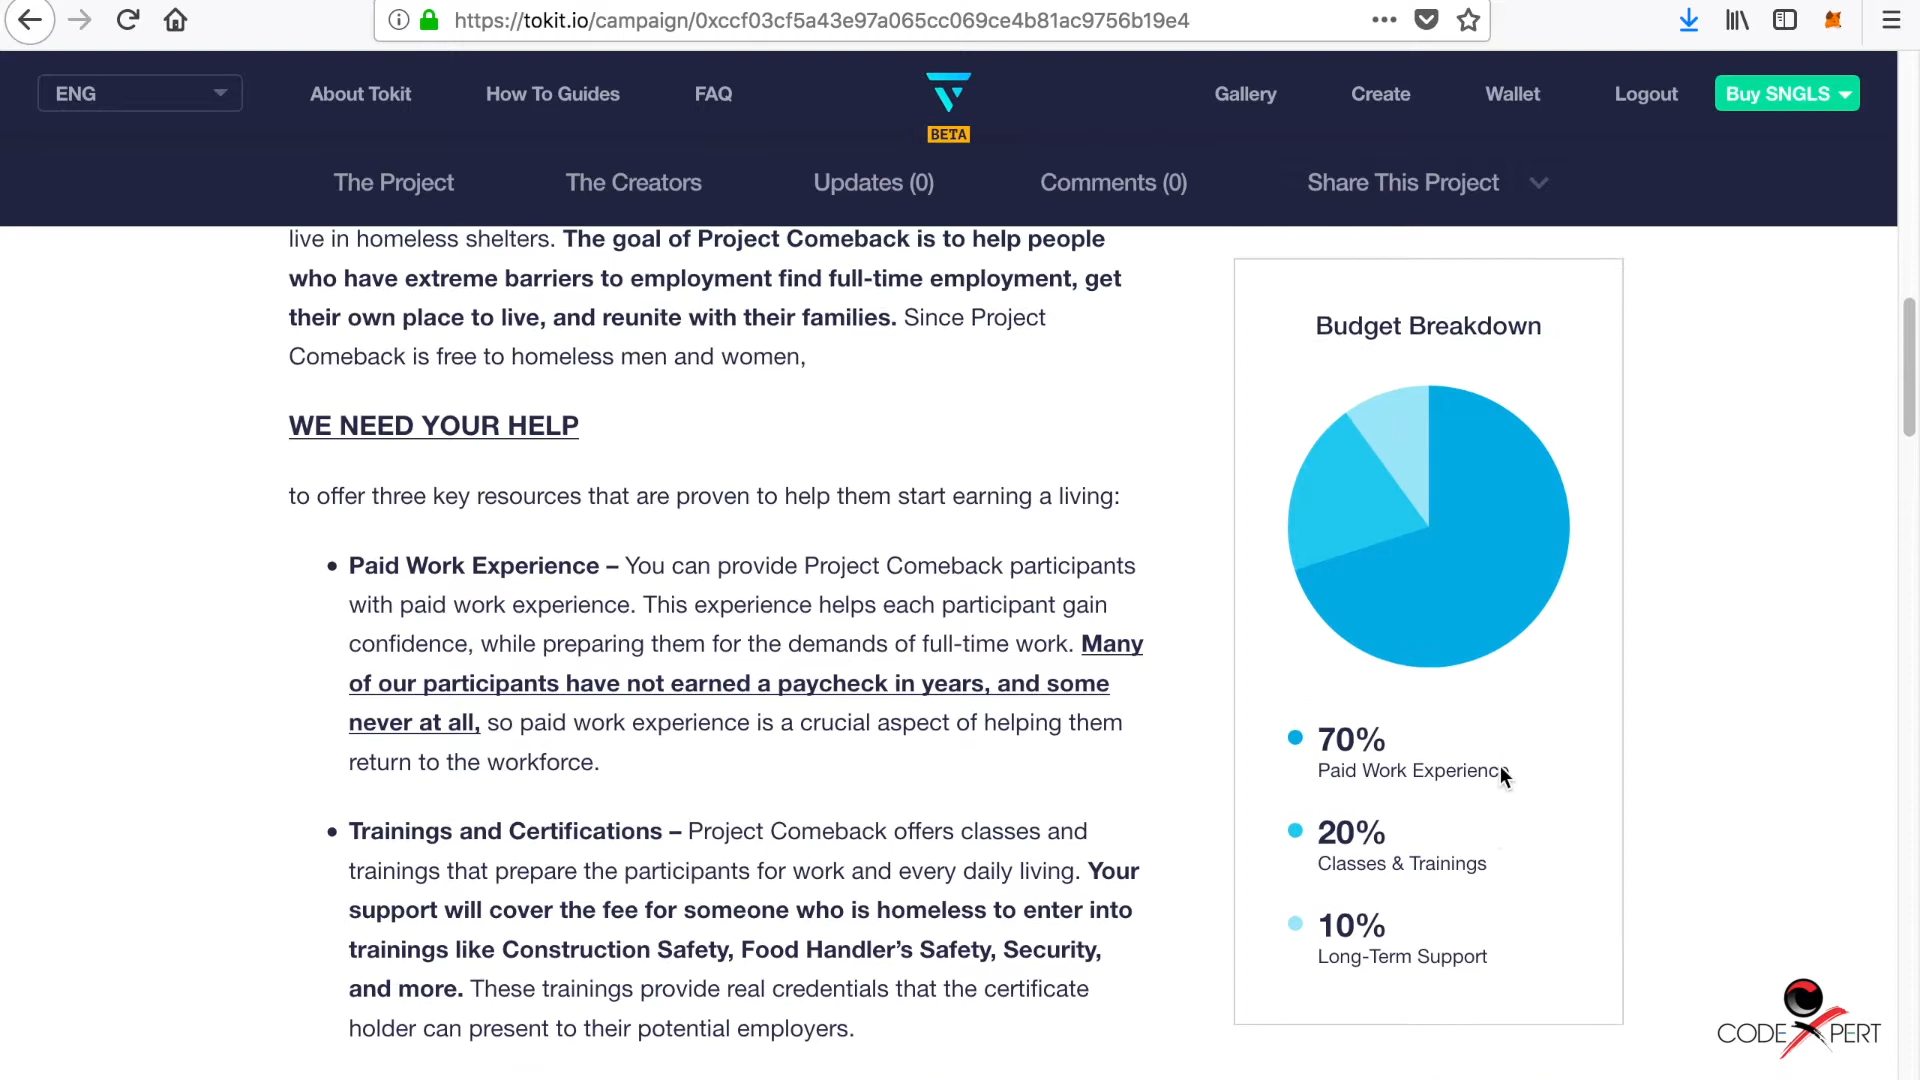 https://tokit.io/campaign/0xccf03cf5a43e97a065cc069ce4b81ac9756b19e4
ENG
About Tokit
How To Guides
FAQ
BETA
Gallery
Create
Wallet
Logout
Buy SNGLS
The Project
The Creators
Updates (0)
Comments (0)
Share This Project
live in homeless shelters. The goal of Project Comeback is to help people
who have extreme barriers to employment find full-time employment, get
their own place to live, and reunite with their families. Since Project
Comeback is free to homeless men and women,
WE NEED YOUR HELP
to offer three key resources that are proven to help them start earning a living:
• Paid Work Experience – You can provide Project Comeback participants
with paid work experience. This experience helps each participant gain
confidence, while preparing them for the demands of full-time work. Many
of our participants have not earned a paycheck in years, and some
never at all, so paid work experience is a crucial aspect of helping them
return to the workforce.
• Trainings and Certifications – Project Comeback offers classes and
trainings that prepare the participants for work and every daily living. Your
support will cover the fee for someone who is homeless to enter into
trainings like Construction Safety, Food Handler’s Safety, Security,
and more. These trainings provide real credentials that the certificate
holder can present to their potential employers.
Budget Breakdown
70%
Paid Work Experience
20%
Classes & Trainings
10%
Long-Term Support
CODEXPERT